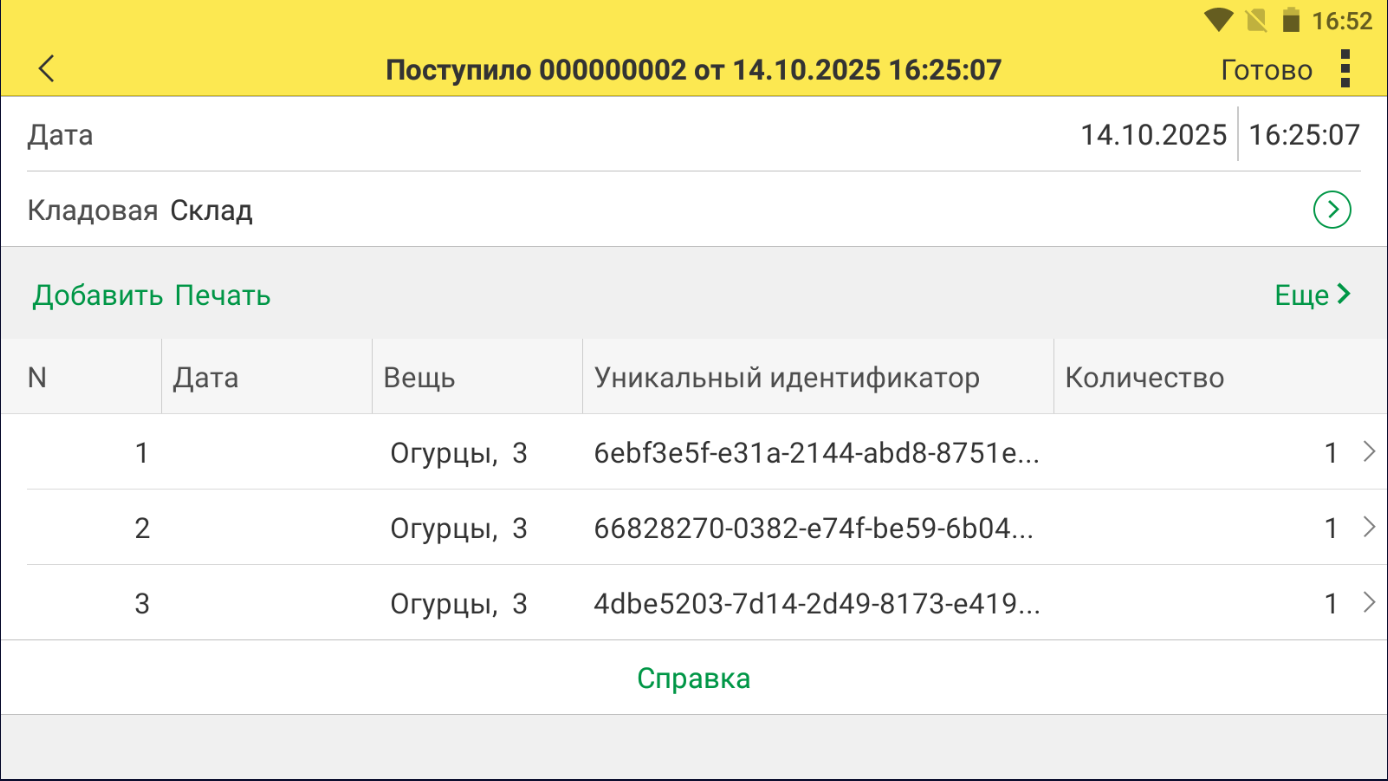 16:52
Поступило 000000002 от 14.10.2025 16:25:07 Готово
Дата 14.10.2025 16:25:07
Кладовая Склад
Добавить Печать Еще
N Дата Вещь Уникальный идентификатор Количество
1 Огурцы, 3 6ebf3e5f-e31a-2144-abd8-8751e... 1
2 Огурцы, 3 66828270-0382-e74f-be59-6b04... 1
3 Огурцы, 3 4dbe5203-7d14-2d49-8173-e419... 1
Справка